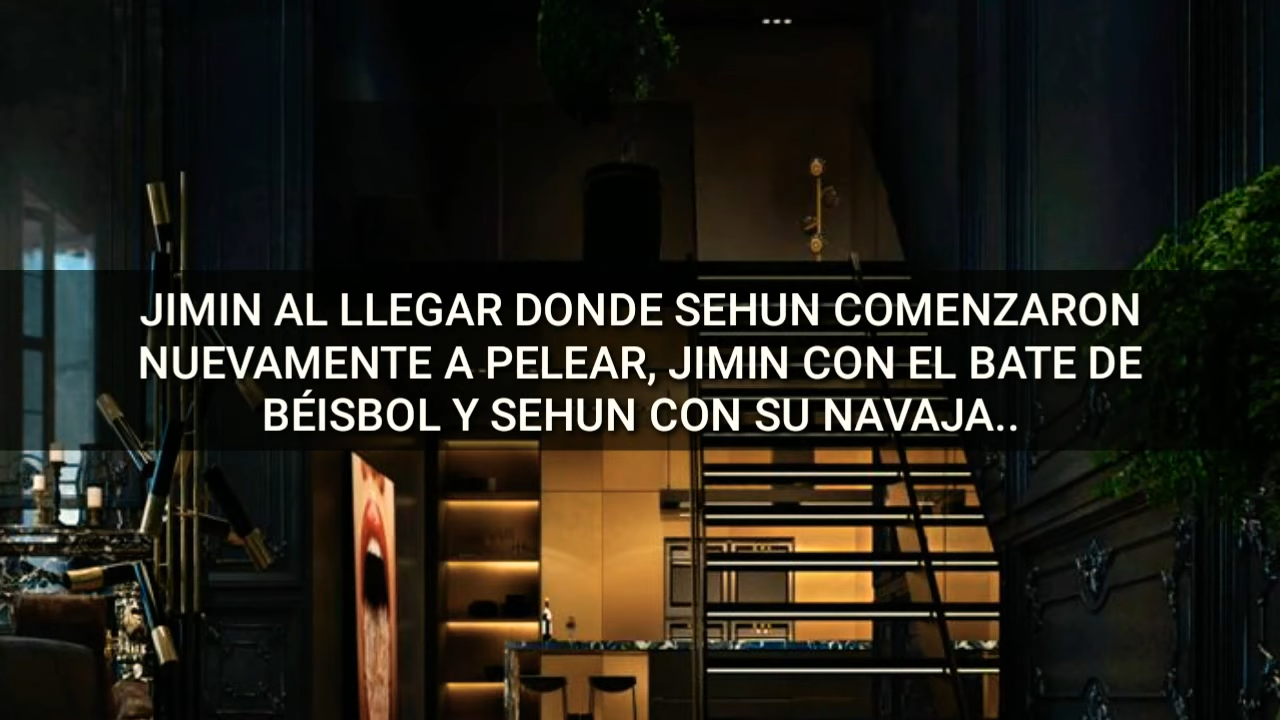 JIMIN AL LLEGAR DONDE SEHUN COMENZARON
NUEVAMENTE A PELEAR, JIMIN CON EL BATE DE
BÉISBOL Y SEHUN CON SU NAVAJA..